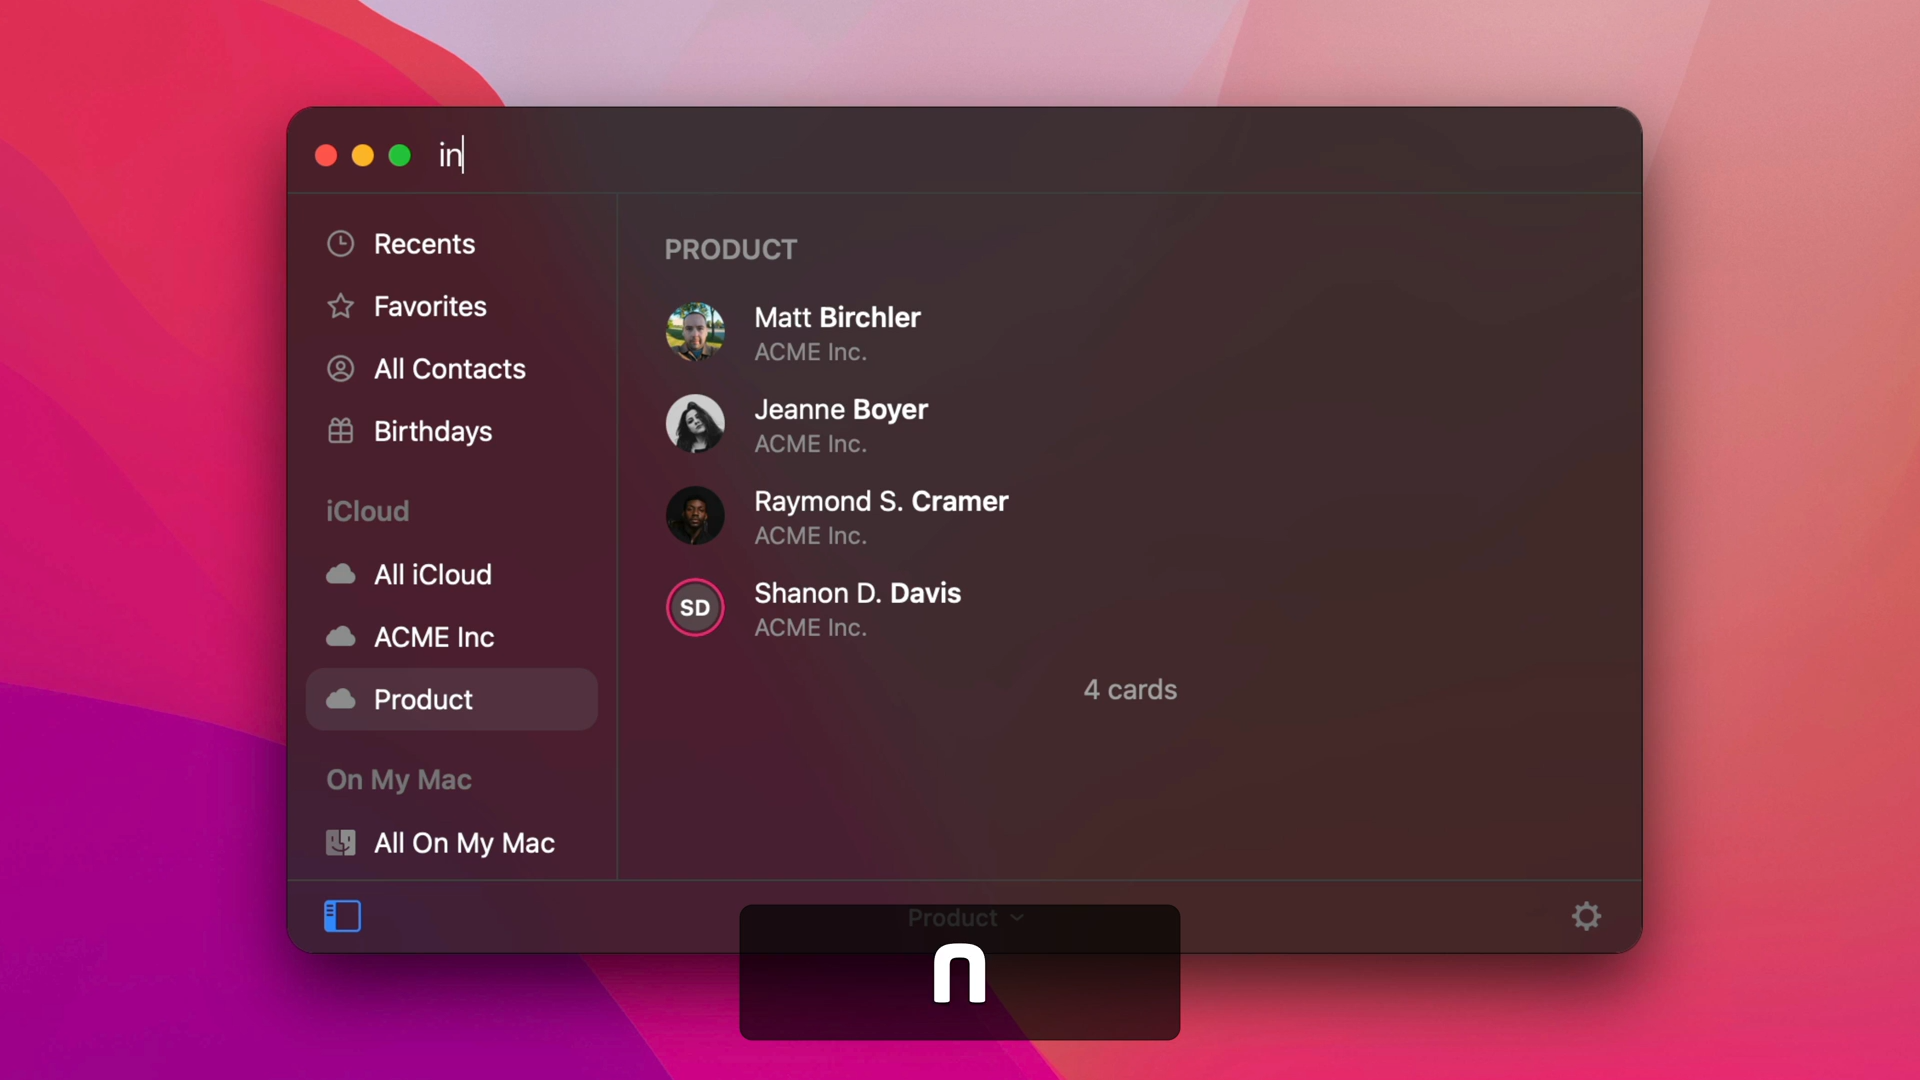 in
Recents
Favorites
All Contacts
Birthdays
iCloud
All iCloud
ACME Inc
Product
On My Mac
All On My Mac
PRODUCT
Matt Birchler
ACME Inc.
Jeanne Boyer
ACME Inc.
Raymond S. Cramer
ACME Inc.
SD
Shanon D. Davis
ACME Inc.
4 cards
Product
n